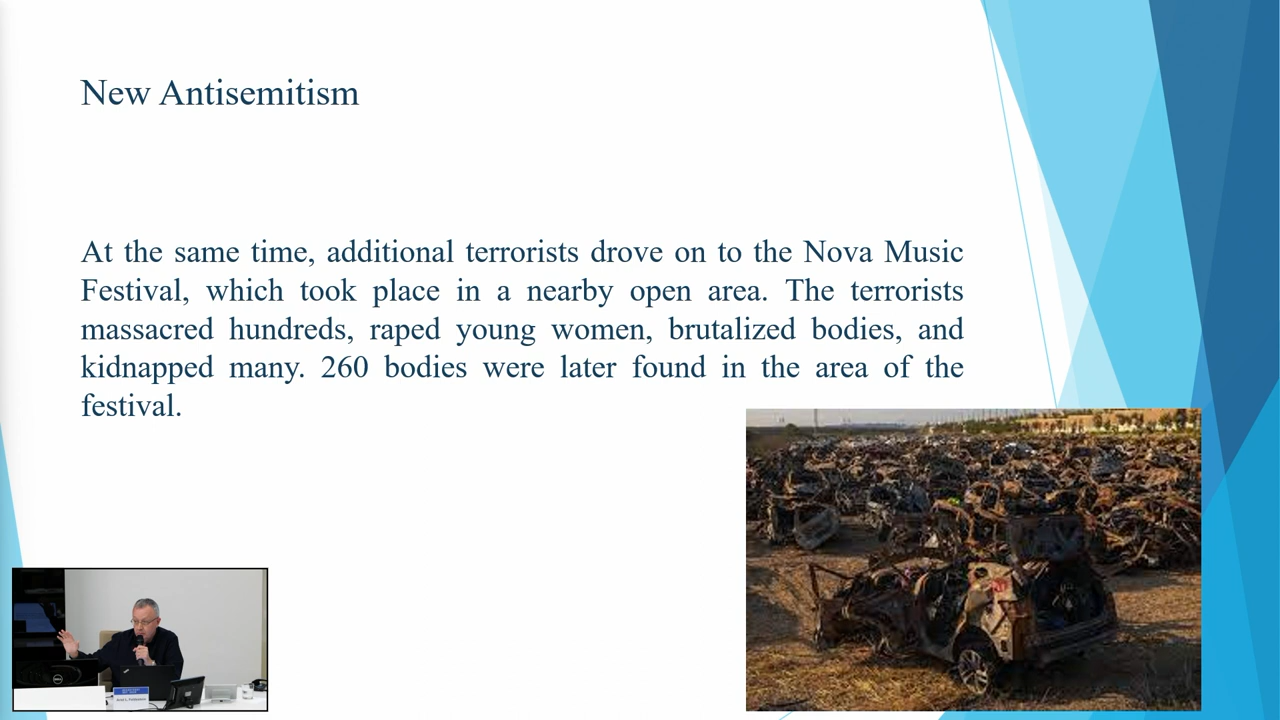 New Antisemitism
At the same time, additional terrorists drove on to the Nova Music
Festival, which took place in a nearby open area. The terrorists
massacred hundreds, raped young women, brutalized bodies, and
kidnapped many. 260 bodies were later found in the area of the
festival.
DELL